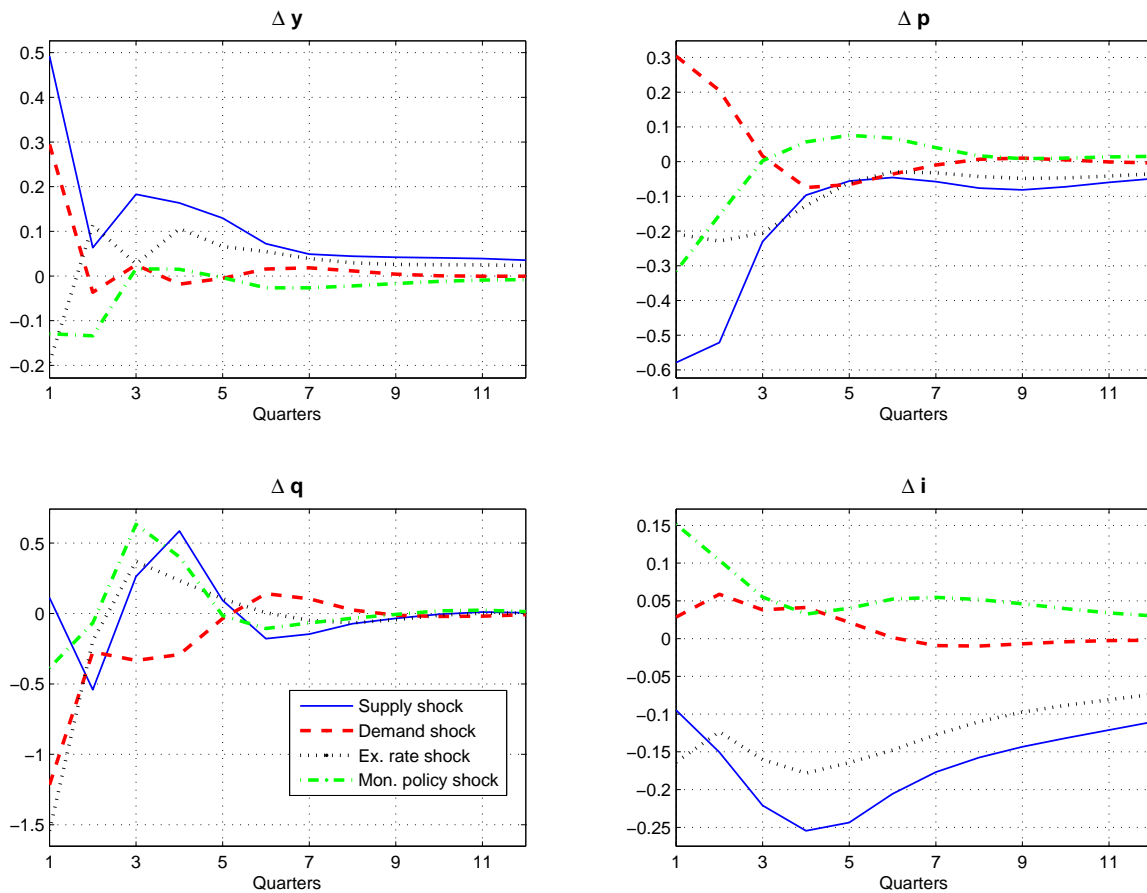 Δ y
0.5
0.4
0.3
0.2
0.1
0
−0.1
−0.2
1 3 5 7 9 11
Quarters
Δ p
0.3
0.2
0.1
0
−0.1
−0.2
−0.3
−0.4
−0.5
−0.6
1 3 5 7 9 11
Quarters
Δ q
0.5
0
−0.5
−1
−1.5
1 3 5 7 9 11
Quarters
Supply shock
Demand shock
Ex. rate shock
Mon. policy shock
Δ i
0.15
0.1
0.05
0
−0.05
−0.1
−0.15
−0.2
−0.25
1 3 5 7 9 11
Quarters